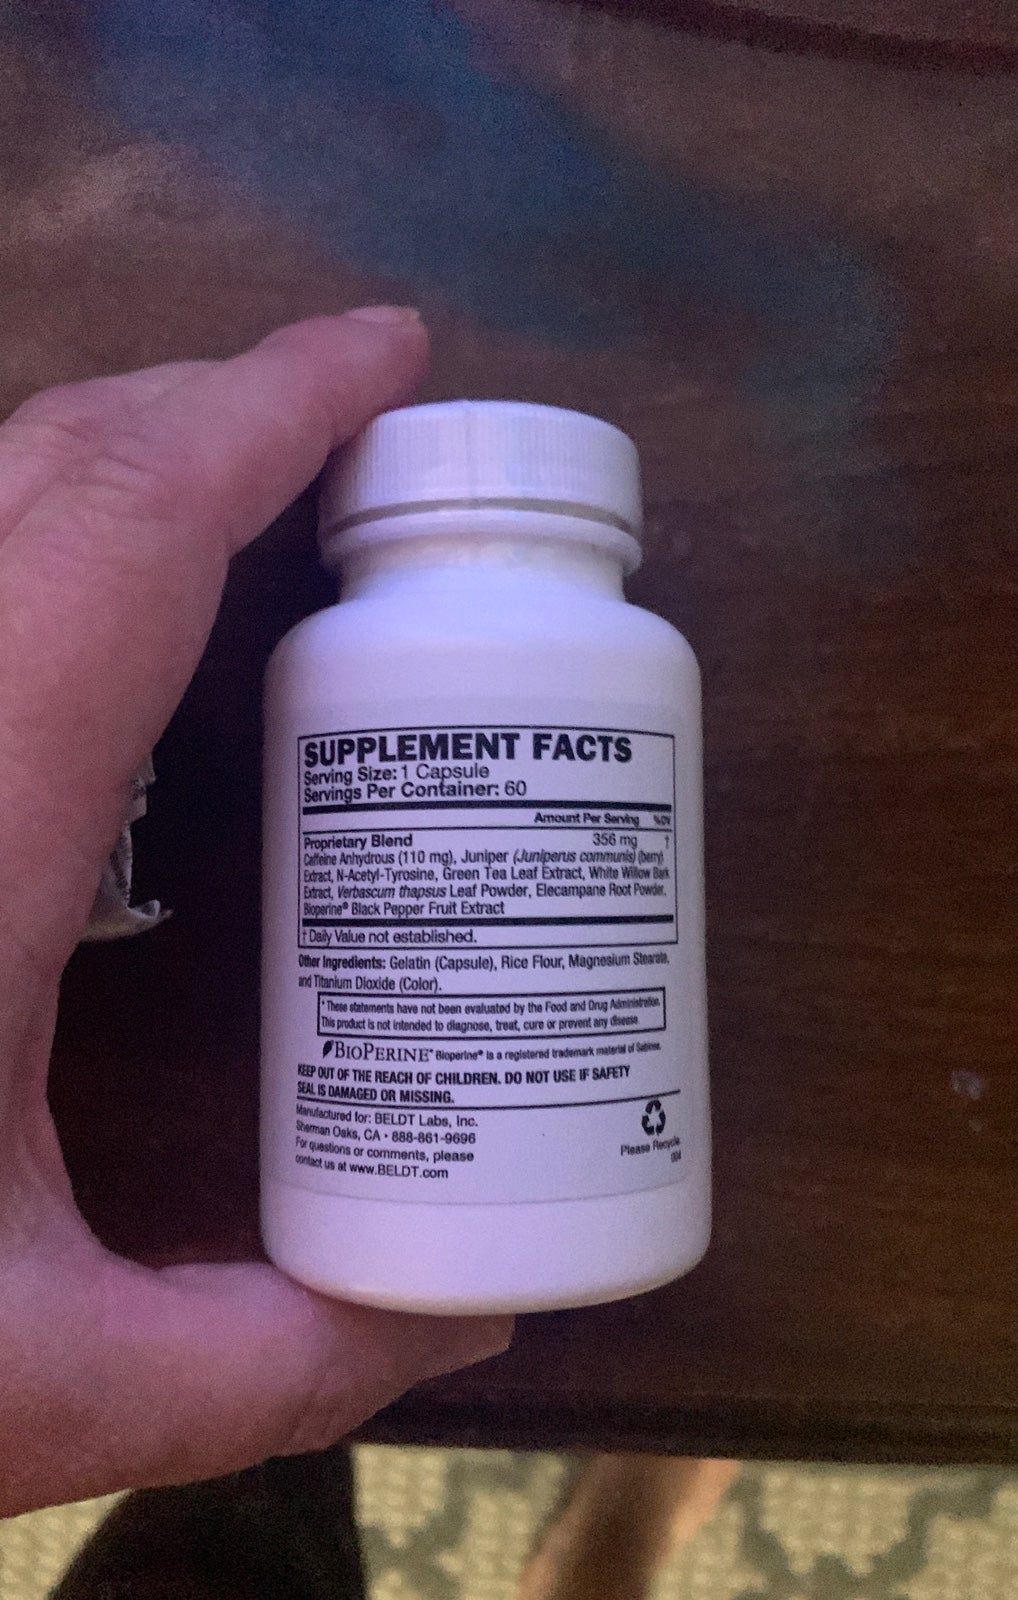 SUPPLEMENT FACTS
Serving Size: 1 Capsule
Servings Per Container: 60
Amount Per Serving %DV
Proprietary Blend 356 mg †
Caffeine Anhydrous (110 mg), Juniper (Juniperus communis) (berry)
Extract, N-Acetyl-Tyrosine, Green Tea Leaf Extract, White Willow Bark
Extract, Verbascum thapsus Leaf Powder, Elecampane Root Powder,
Bioperine® Black Pepper Fruit Extract
† Daily Value not established.
Other Ingredients: Gelatin (Capsule), Rice Flour, Magnesium Stearate,
and Titanium Dioxide (Color).
* These statements have not been evaluated by the Food and Drug Administration.
This product is not intended to diagnose, treat, cure or prevent any disease.
BIOPERINE® Bioperine® is a registered trademark material of Sabinsa.
KEEP OUT OF THE REACH OF CHILDREN. DO NOT USE IF SAFETY
SEAL IS DAMAGED OR MISSING.
Manufactured for: BELDT Labs, Inc.
Sherman Oaks, CA • 888-861-9696
For questions or comments, please
contact us at www.BELDT.com
Please Recycle